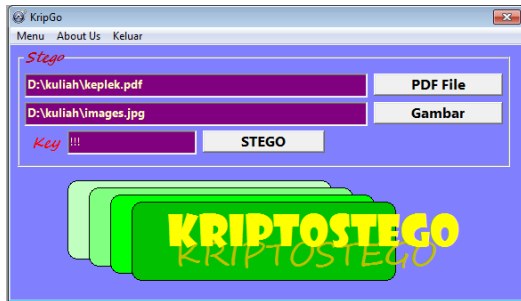 KripGo
Menu About Us Keluar
Stego
D:\kuliah\keplek.pdf PDF File
D:\kuliah\images.jpg Gambar
Key !!! STEGO
KRIPTOSTEGO
KRIPTOSTEGO